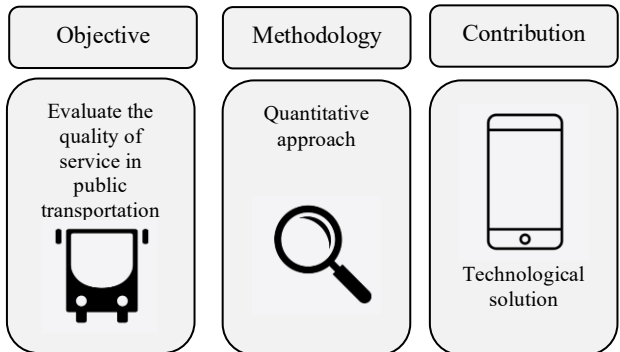 Objective
Methodology
Contribution
Evaluate the
quality of
service in
public
transportation
Quantitative
approach
Technological
solution